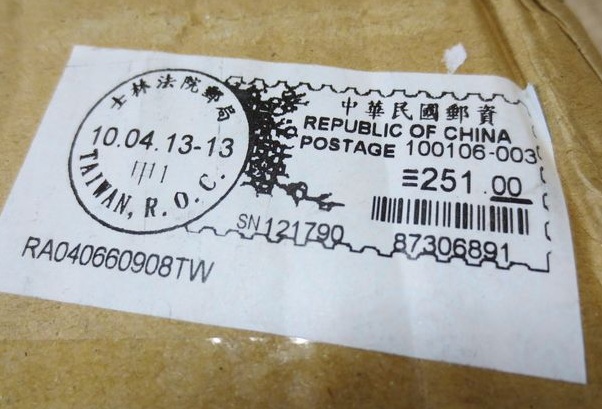 士林法院郵局
10.04.13-13
TAIWAN, R.O.C.
中華民國郵資
REPUBLIC OF CHINA
POSTAGE 100106-003
251.00
SN 121790 87306891
RA040660908TW